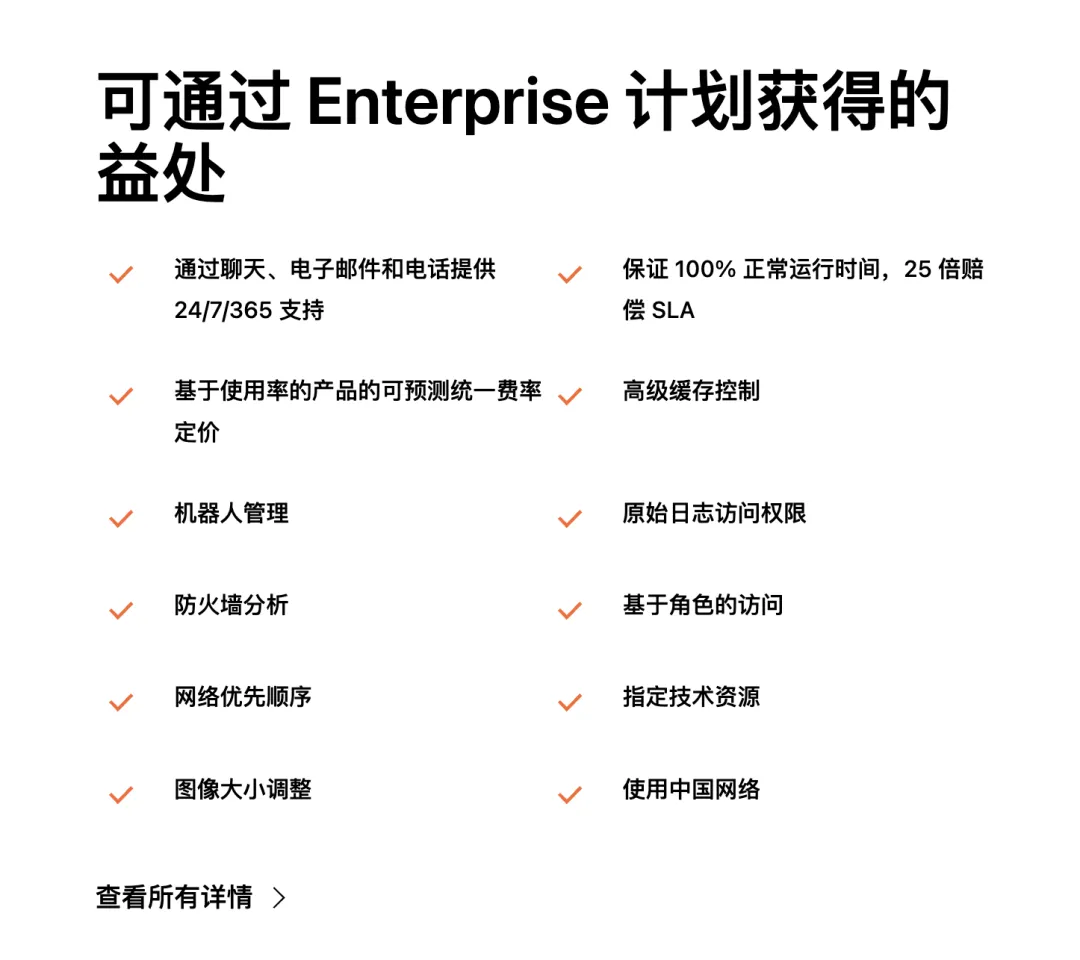 可通过 Enterprise 计划获得的
益处
通过聊天、电子邮件和电话提供
24/7/365 支持
保证 100% 正常运行时间，25 倍赔
偿 SLA
基于使用率的产品的可预测统一费率
定价
高级缓存控制
机器人管理
原始日志访问权限
防火墙分析
基于角色的访问
网络优先顺序
指定技术资源
图像大小调整
使用中国网络
查看所有详情